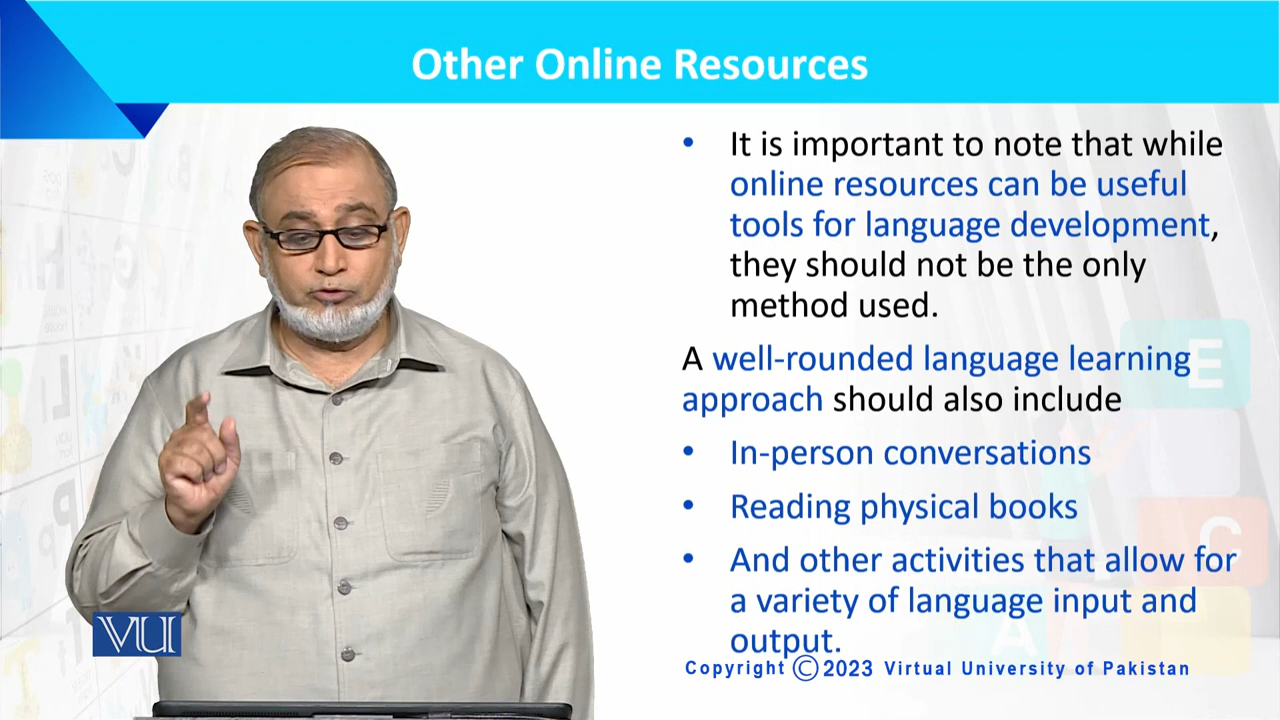 Other Online Resources
• It is important to note that while
online resources can be useful
tools for language development,
they should not be the only
method used.
A well-rounded language learning
approach should also include
• In-person conversations
• Reading physical books
• And other activities that allow for
a variety of language input and
output.
Copyright ©2023 Virtual University of Pakistan
VU
E
C
A